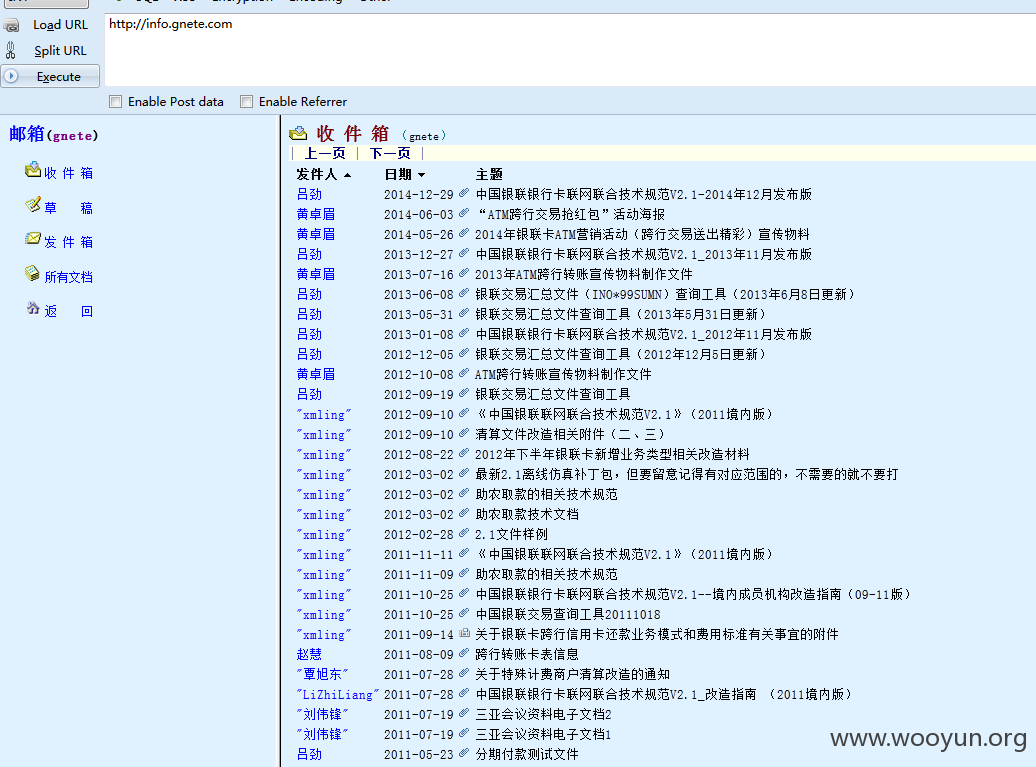 Load URL http://info.gnete.com
Split URL
Execute
Enable Post data Enable Referrer
邮箱(gnete)
收 件 箱
草 稿
发 件 箱
所有文档
返 回
收 件 箱 (gnete)
| 上一页 | 下一页 |
发件人 日期 主题
吕劲 2014-12-29 中国银联银行卡联网联合技术规范V2.1-2014年12月发布版
黄卓眉 2014-06-03 “ATM跨行交易抢红包”活动海报
黄卓眉 2014-05-26 2014年银联卡ATM营销活动（跨行交易送出精彩）宣传物料
吕劲 2013-12-27 中国银联银行卡联网联合技术规范V2.1_2013年11月发布版
黄卓眉 2013-07-16 2013年ATM跨行转账宣传物料制作文件
吕劲 2013-06-08 银联交易汇总文件（INO*99SUMN）查询工具（2013年6月8日更新）
吕劲 2013-05-31 银联交易汇总文件查询工具（2013年5月31日更新）
吕劲 2013-01-08 中国银联银行卡联网联合技术规范V2.1_2012年11月发布版
吕劲 2012-12-05 银联交易汇总文件查询工具（2012年12月5日更新）
黄卓眉 2012-10-08 ATM跨行转账宣传物料制作文件
吕劲 2012-09-19 银联交易汇总文件查询工具
"xmling" 2012-09-10 《中国银联联网联合技术规范V2.1》（2011境内版）
"xmling" 2012-09-10 清算文件改造相关附件（二、三）
"xmling" 2012-08-22 2012年下半年银联卡新增业务类型相关改造材料
"xmling" 2012-03-02 最新2.1离线仿真补丁包，但要留意记得有对应范围的，不需要的就不要打
"xmling" 2012-03-02 助农取款的相关技术规范
"xmling" 2012-03-02 助农取款技术文档
"xmling" 2012-02-28 2.1文件样例
"xmling" 2011-11-11 《中国银联联网联合技术规范V2.1》（2011境内版）
"xmling" 2011-11-09 助农取款的相关技术规范
"xmling" 2011-10-25 中国银联银行卡联网联合技术规范V2.1--境内成员机构改造指南（09-11版）
"xmling" 2011-10-25 中国银联交易查询工具20111018
"xmling" 2011-09-14 关于银联卡跨行信用卡还款业务模式和费用标准有关事宜的附件
赵慧 2011-08-09 跨行转账卡表信息
"覃旭东" 2011-07-28 关于特殊计费商户清算改造的通知
"LiZhiLiang" 2011-07-28 中国银联银行卡联网联合技术规范V2.1_改造指南 （2011境内版）
"刘伟锋" 2011-07-19 三亚会议资料电子文档2
"刘伟锋" 2011-07-19 三亚会议资料电子文档1
吕劲 2011-05-23 分期付款测试文件
www.wooyun.org